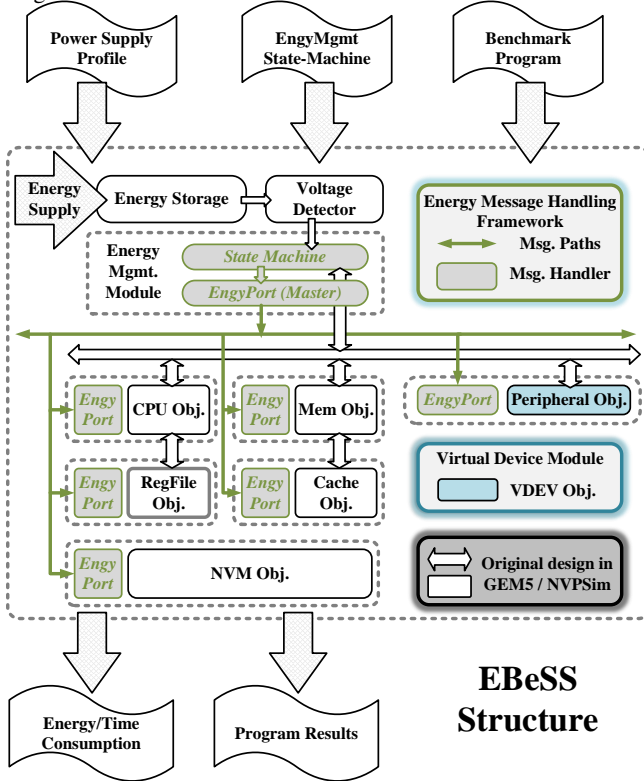 Power Supply
Profile
EngyMgmt
State-Machine
Benchmark
Program
Energy
Supply
Energy Storage
Voltage
Detector
Energy Message Handling
Framework
Msg. Paths
Msg. Handler
Energy
Mgmt.
Module
State Machine
EngyPort (Master)
Engy
Port
CPU Obj.
Engy
Port
Mem Obj.
EngyPort
Peripheral Obj.
Engy
Port
RegFile
Obj.
Engy
Port
Cache
Obj.
Virtual Device Module
VDEV Obj.
Engy
Port
NVM Obj.
Original design in
GEM5 / NVPSim
Energy/Time
Consumption
Program Results
EBeSS
Structure